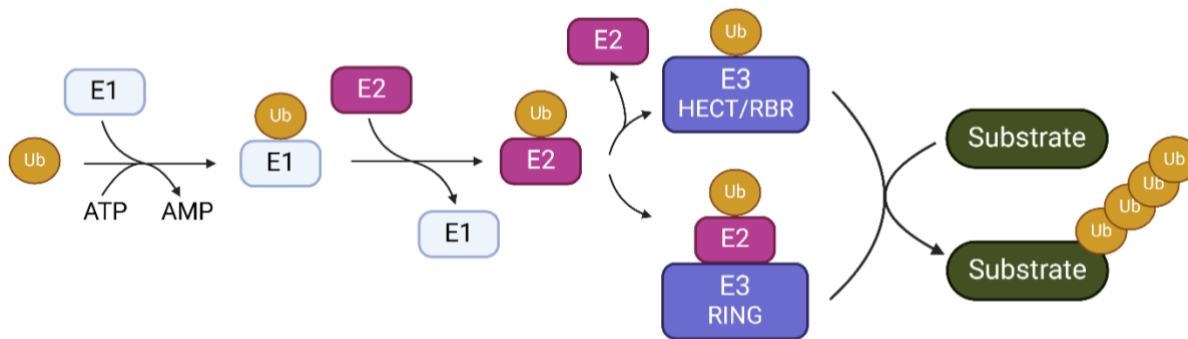 Ub
E1
ATP
AMP
Ub
E1
E2
E1
Ub
E2
E2
Ub
E3
HECT/RBR
Ub
E2
E3
RING
Substrate
Substrate
Ub
Ub
Ub
Ub